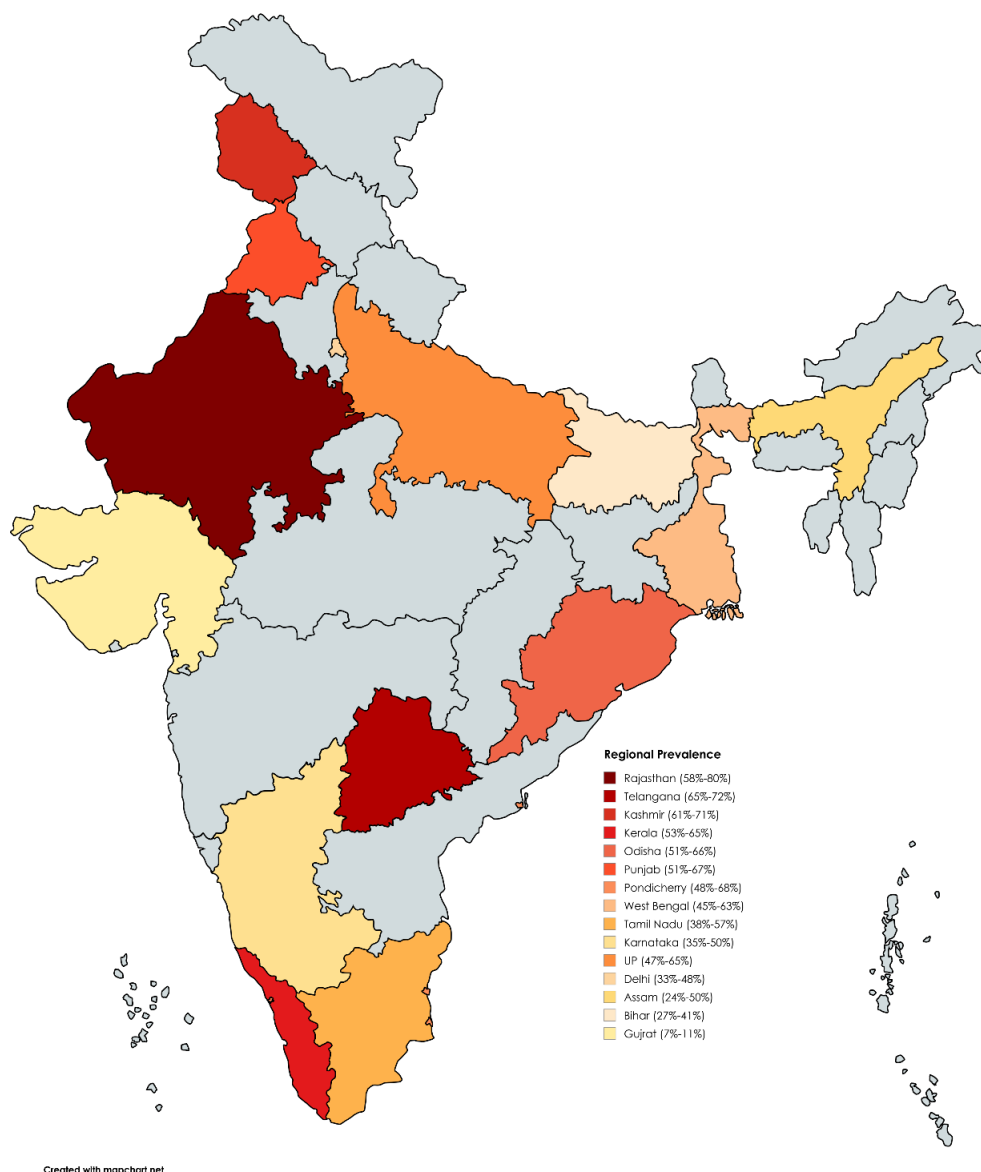 Regional Prevalence
Rajasthan (58%-80%)
Telangana (65%-72%)
Kashmir (61%-71%)
Kerala (53%-65%)
Odisha (51%-66%)
Punjab (51%-67%)
Pondicherry (48%-68%)
West Bengal (45%-63%)
Tamil Nadu (38%-57%)
Karnataka (35%-50%)
UP (47%-65%)
Delhi (33%-48%)
Assam (24%-50%)
Bihar (27%-41%)
Gujrat (7%-11%)
Created with mapchart.net